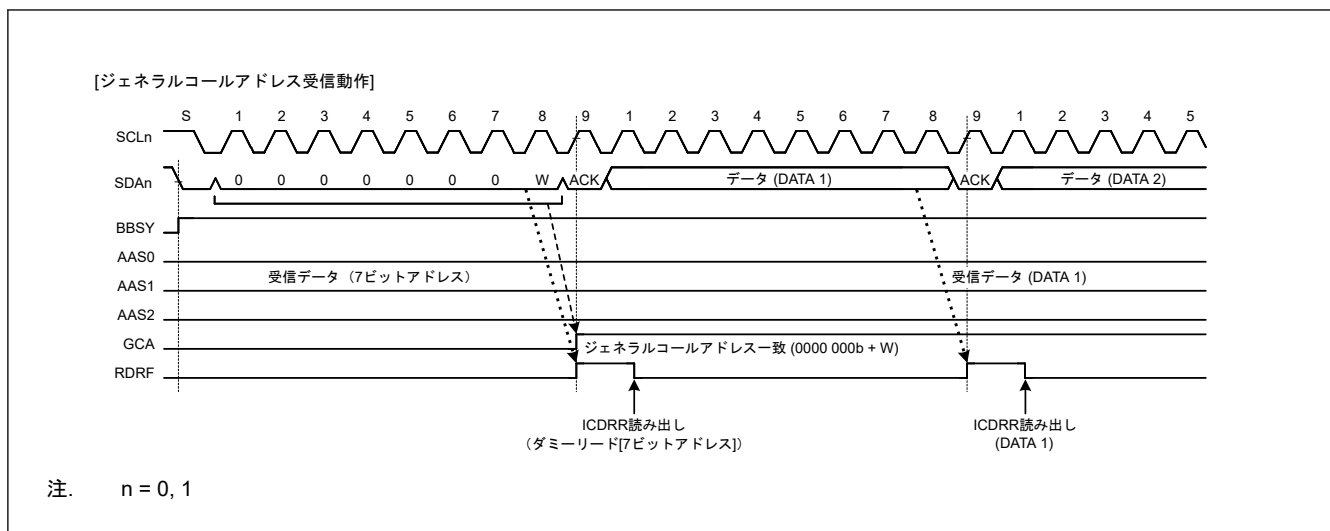 [ジェネラルコールアドレス受信動作]
S 1 2 3 4 5 6 7 8 9 1 2 3 4 5 6 7 8 9 1 2 3 4 5
SCLn
SDAn 0 0 0 0 0 0 0 W ACK データ (DATA 1) ACK データ (DATA 2)
BBSY
AAS0
AAS1 受信データ（7ビットアドレス） 受信データ (DATA 1)
AAS2
GCA ジェネラルコールアドレス一致 (0000 000b + W)
RDRF
ICDRR読み出し
（ダミーリード[7ビットアドレス]）
ICDRR読み出し
(DATA 1)
注. n = 0, 1